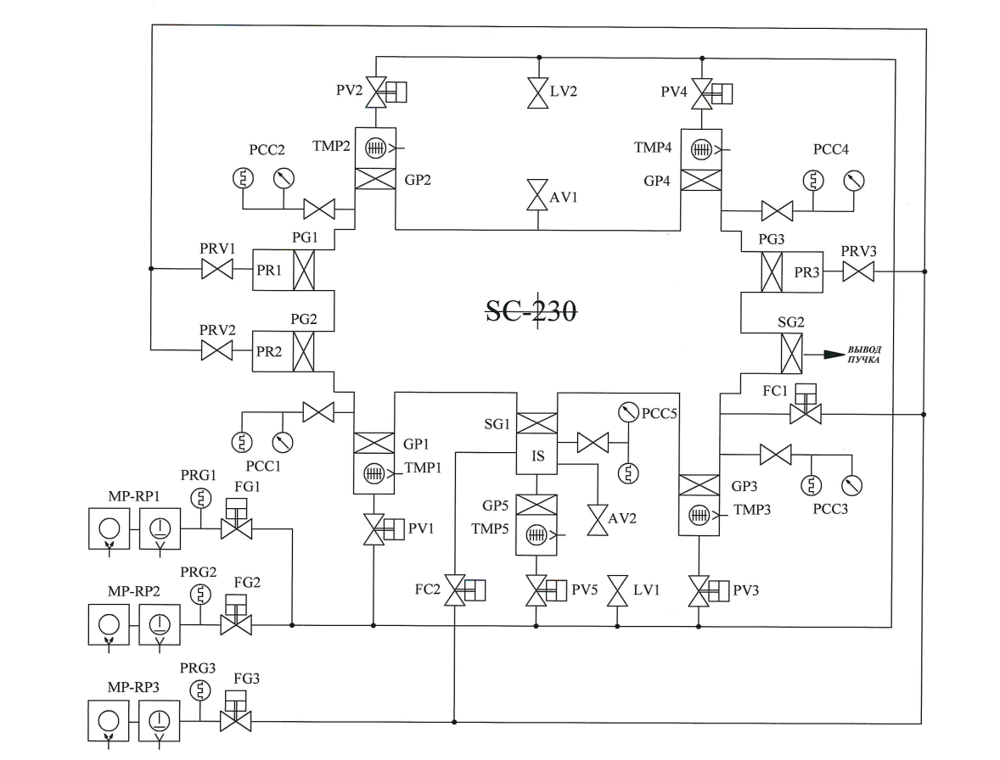 PV2
LV2
PV4
TMP2
TMP4
PCC2
PCC4
GP2
GP4
AV1
PG1
PG3
PRV1
PRV3
PR1
PR3
SC-230
PG2
SG2
PRV2
PR2
ВЫВОД
ПУЧКА
FC1
SG1
PCC5
GP1
IS
PCC1
TMP1
PRG1
FG1
GP3
MP-RP1
GP5
TMP3
PCC3
AV2
TMP5
PV1
PRG2
FG2
MP-RP2
FC2
PV5
LV1
PV3
PRG3
FG3
MP-RP3